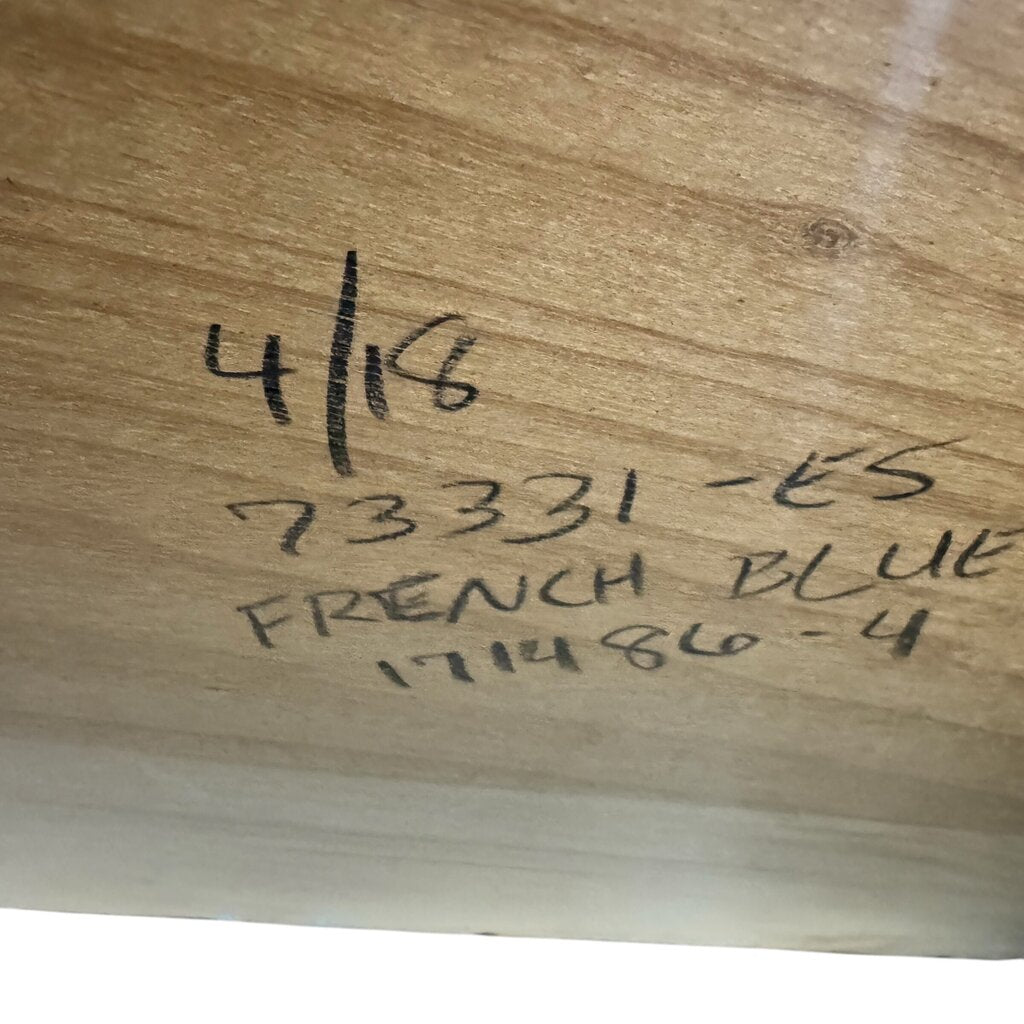 4/18
73331-ES
FRENCH BLUE
171486-4